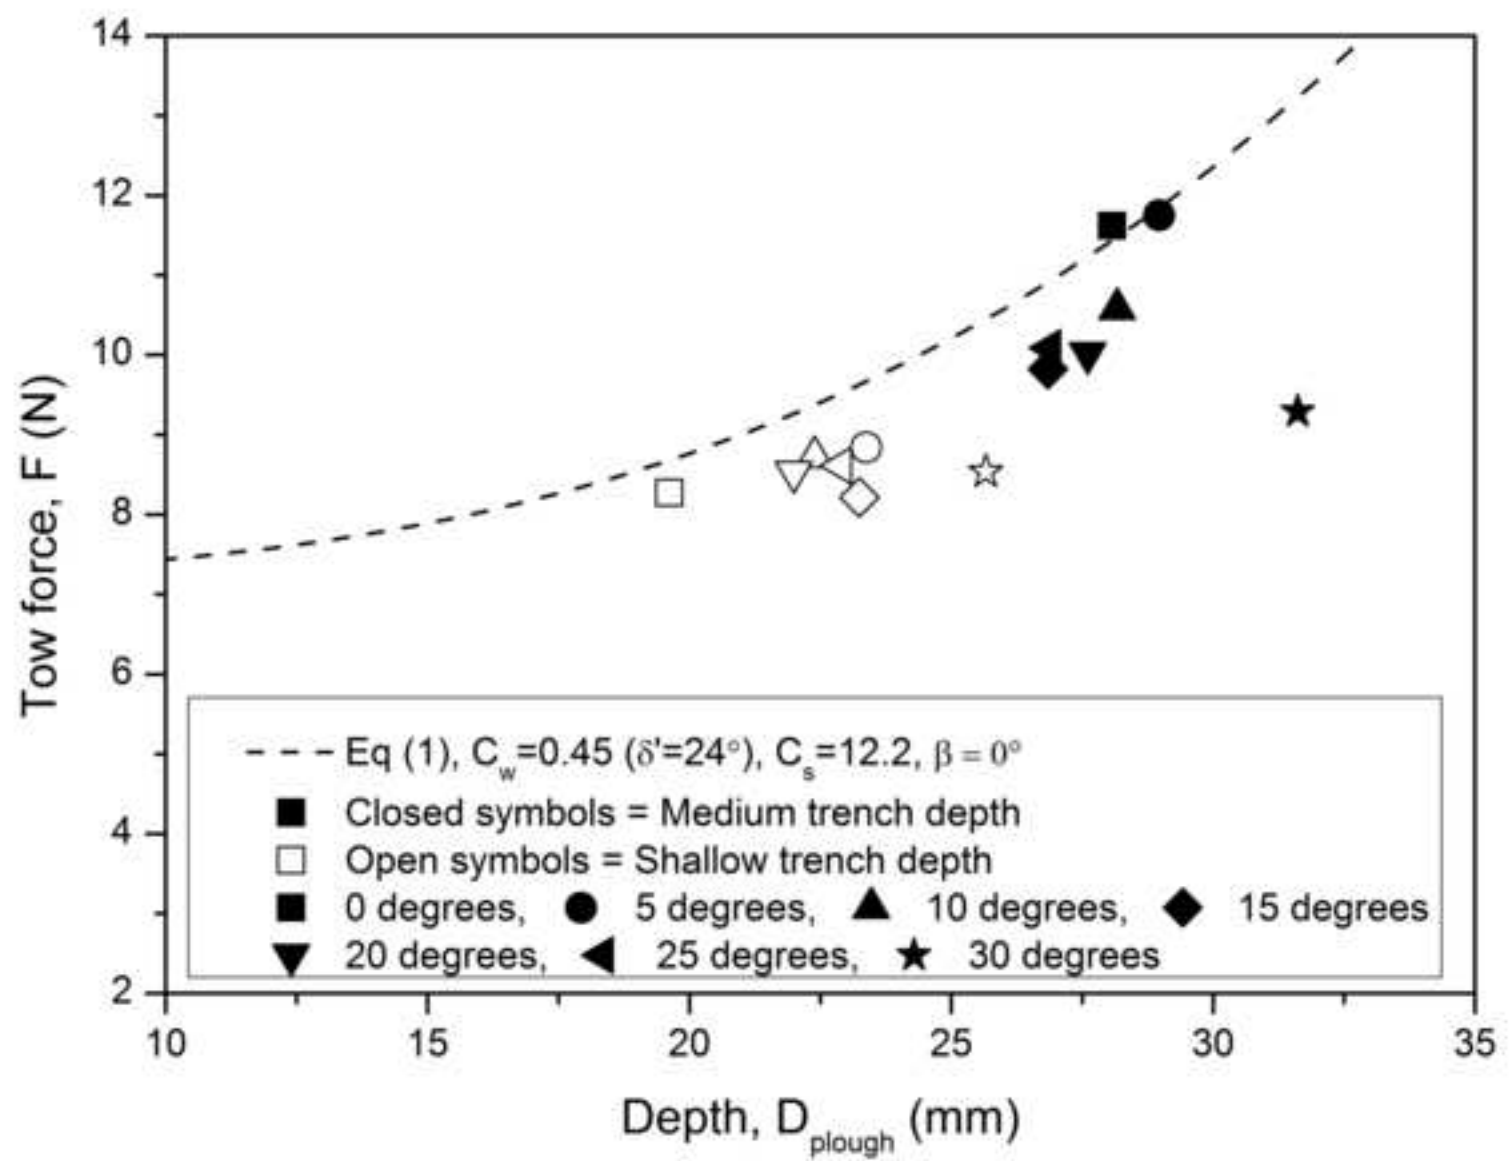 14
12
10
8
6
4
2
Tow force, F (N)
Eq (1), Cw=0.45 (δ'=24°), Cs=12.2, β = 0°
Closed symbols = Medium trench depth
Open symbols = Shallow trench depth
0 degrees, 5 degrees, 10 degrees, 15 degrees
20 degrees, 25 degrees, 30 degrees
10 15 20 25 30 35
Depth, Dplough (mm)